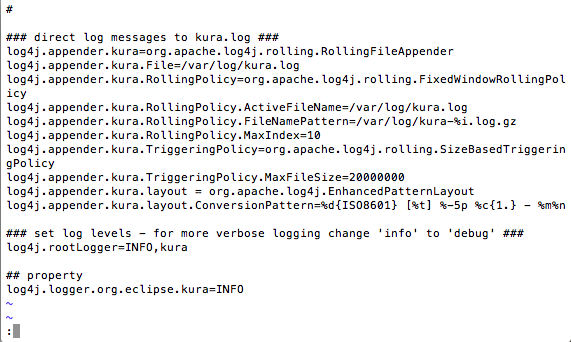 #

### direct log messages to kura.log ###
log4j.appender.kura=org.apache.log4j.rolling.RollingFileAppender
log4j.appender.kura.File=/var/log/kura.log
log4j.appender.kura.RollingPolicy=org.apache.log4j.rolling.FixedWindowRollingPol
icy
log4j.appender.kura.RollingPolicy.ActiveFileName=/var/log/kura.log
log4j.appender.kura.RollingPolicy.FileNamePattern=/var/log/kura-%i.log.gz
log4j.appender.kura.RollingPolicy.MaxIndex=10
log4j.appender.kura.TriggeringPolicy=org.apache.log4j.rolling.SizeBasedTriggerin
gPolicy
log4j.appender.kura.TriggeringPolicy.MaxFileSize=20000000
log4j.appender.kura.layout = org.apache.log4j.EnhancedPatternLayout
log4j.appender.kura.layout.ConversionPattern=%d{ISO8601} [%t] %-5p %c{1.} - %m%n

### set log levels - for more verbose logging change 'info' to 'debug' ###
log4j.rootLogger=INFO,kura

## property
log4j.logger.org.eclipse.kura=INFO
~
~
: